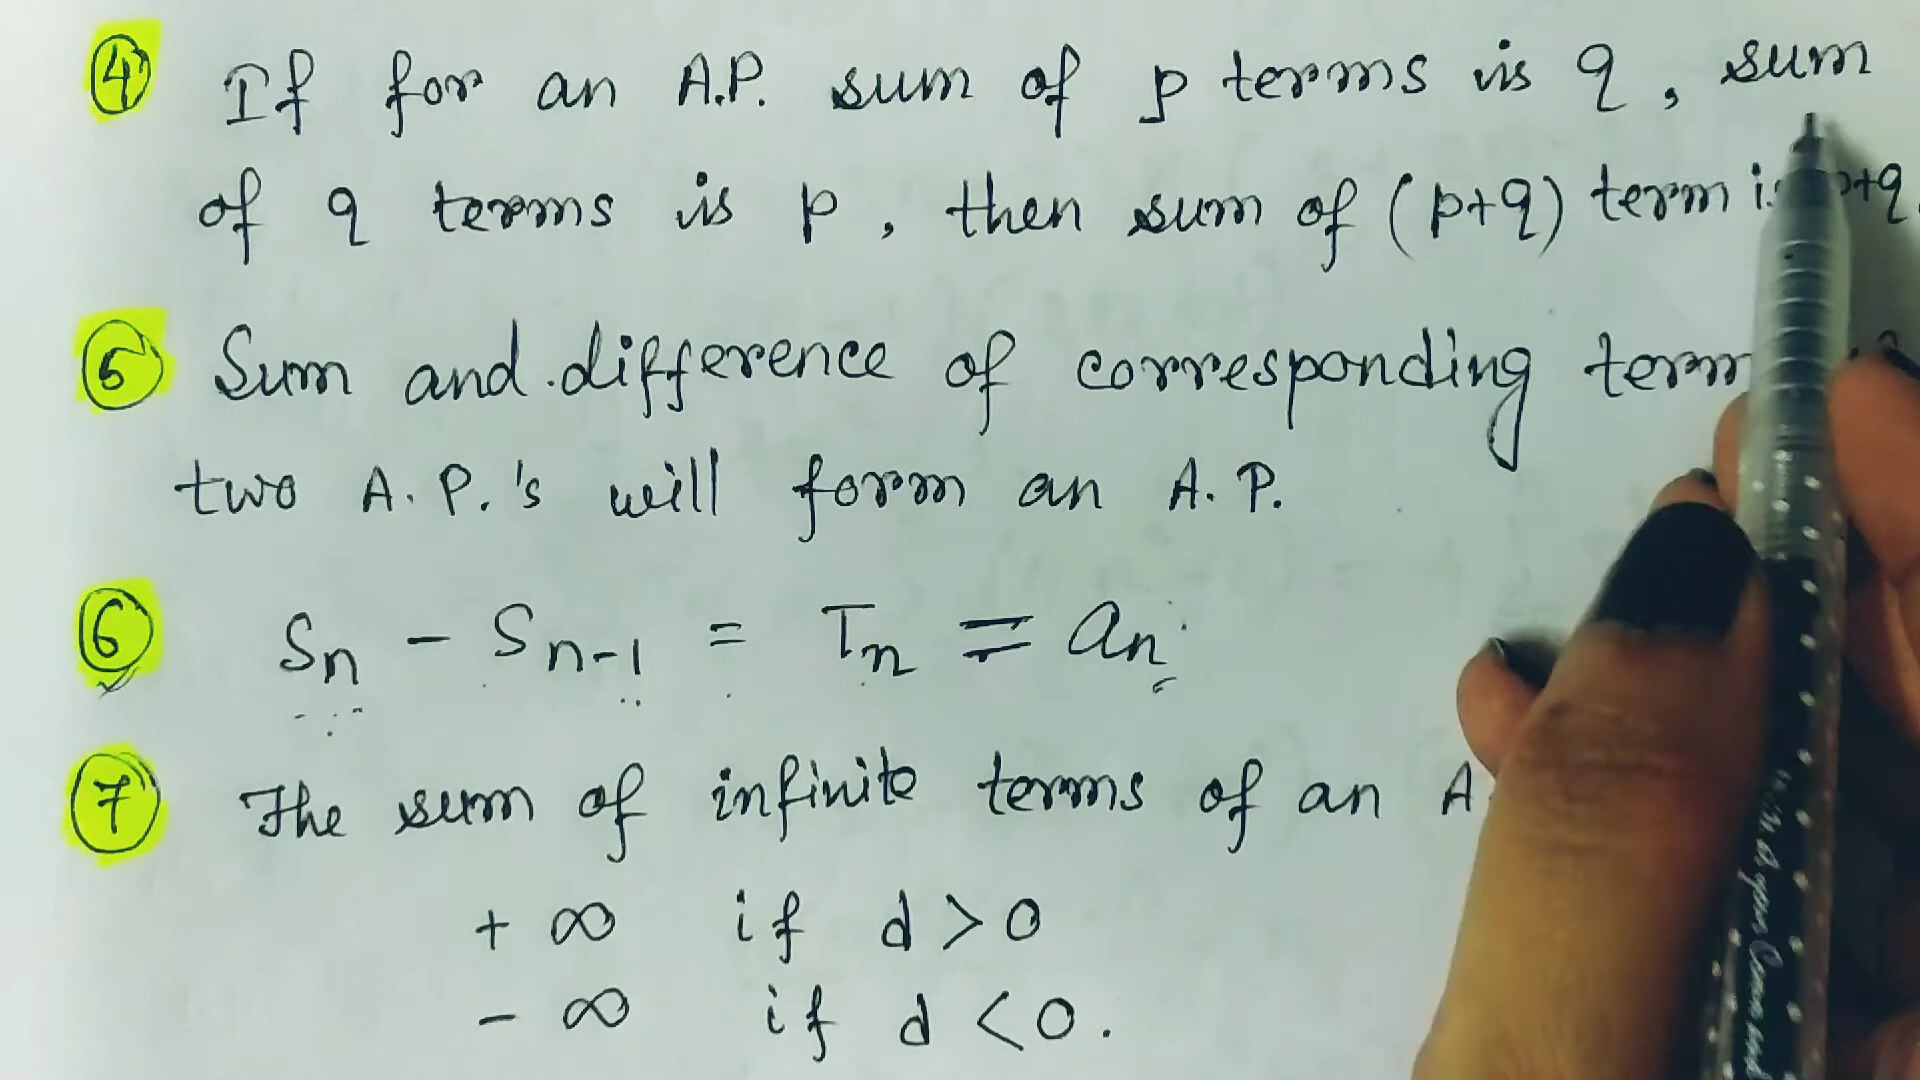 ④ If for an A.P. sum of p terms is q, sum
of q terms is p, then sum of (p+q) term is p+q.
⑤ Sum and difference of corresponding term
two A.P.'s will form an A.P.
⑥ Sn - Sn-1 = Tn = an
⑦ The sum of infinite terms of an A.
+ ∞ if d > 0
- ∞ if d < 0.